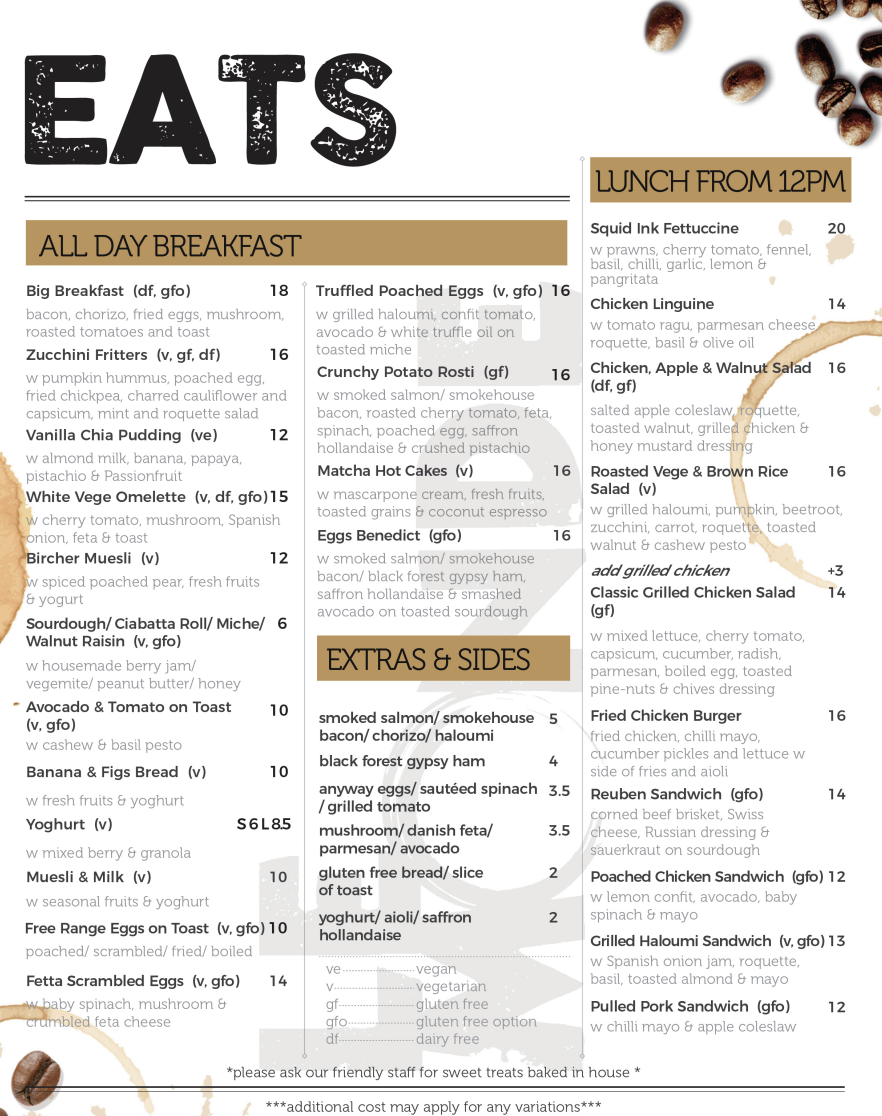 EATS
ALL DAY BREAKFAST
Big Breakfast (df, gfo) 18
bacon, chorizo, fried eggs, mushroom,
roasted tomatoes and toast
Zucchini Fritters (v, gf, df) 16
w pumpkin hummus, poached egg,
fried chickpea, charred cauliflower and
capsicum, mint and roquette salad
Vanilla Chia Pudding (ve) 12
w almond milk, banana, papaya,
pistachio & Passionfruit
White Vege Omelette (v, df, gfo) 15
w cherry tomato, mushroom, Spanish
onion, feta & toast
Bircher Muesli (v) 12
w spiced poached pear, fresh fruits
& yogurt
Sourdough/ Ciabatta Roll/ Miche/ 6
Walnut Raisin (v, gfo)
w housemade berry jam/
vegemite/ peanut butter/ honey
Avocado & Tomato on Toast 10
(v, gfo)
w cashew & basil pesto
Banana & Figs Bread (v) 10
w fresh fruits & yoghurt
Yoghurt (v) S 6 L 8.5
w mixed berry & granola
Muesli & Milk (v) 10
w seasonal fruits & yoghurt
Free Range Eggs on Toast (v, gfo) 10
poached/ scrambled/ fried/ boiled
Fetta Scrambled Eggs (v, gfo) 14
w baby spinach, mushroom &
crumbled feta cheese
Truffled Poached Eggs (v, gfo) 16
w grilled haloumi, confit tomato,
avocado & white truffle oil on
toasted miche
Crunchy Potato Rosti (gf) 16
w smoked salmon/ smokehouse
bacon, roasted cherry tomato, feta,
spinach, poached egg, saffron
hollandaise & crushed pistachio
Matcha Hot Cakes (v) 16
w mascarpone cream, fresh fruits,
toasted grains & coconut espresso
Eggs Benedict (gfo) 16
w smoked salmon/ smokehouse
bacon/ black forest gypsy ham,
saffron hollandaise & smashed
avocado on toasted sourdough
EXTRAS & SIDES
smoked salmon/ smokehouse 5
bacon/ chorizo/ haloumi
black forest gypsy ham 4
anyway eggs/ sautéed spinach 3.5
/ grilled tomato
mushroom/ danish feta/ 3.5
parmesan/ avocado
gluten free bread/ slice 2
of toast
yoghurt/ aioli/ saffron 2
hollandaise
ve vegan
v vegetarian
gf gluten free
gfo gluten free option
df dairy free
LUNCH FROM 12PM
Squid Ink Fettuccine 20
w prawns, cherry tomato, fennel,
basil, chilli, garlic, lemon &
pangritata
Chicken Linguine 14
w tomato ragu, parmesan cheese,
roquette, basil & olive oil
Chicken, Apple & Walnut Salad 16
(df, gf)
salted apple coleslaw, roquette,
toasted walnut, grilled chicken &
honey mustard dressing
Roasted Vege & Brown Rice 16
Salad (v)
w grilled haloumi, pumpkin, beetroot,
zucchini, carrot, roquette, toasted
walnut & cashew pesto
add grilled chicken +3
Classic Grilled Chicken Salad 14
(gf)
w mixed lettuce, cherry tomato,
capsicum, cucumber, radish,
parmesan, boiled egg, toasted
pine-nuts & chives dressing
Fried Chicken Burger 16
fried chicken, chilli mayo,
cucumber pickles and lettuce w
side of fries and aioli
Reuben Sandwich (gfo) 14
corned beef brisket, Swiss
cheese, Russian dressing &
sauerkraut on sourdough
Poached Chicken Sandwich (gfo) 12
w lemon confit, avocado, baby
spinach & mayo
Grilled Haloumi Sandwich (v, gfo) 13
w Spanish onion jam, roquette,
basil, toasted almond & mayo
Pulled Pork Sandwich (gfo) 12
w chilli mayo & apple coleslaw
*please ask our friendly staff for sweet treats baked in house *
***additional cost may apply for any variations***